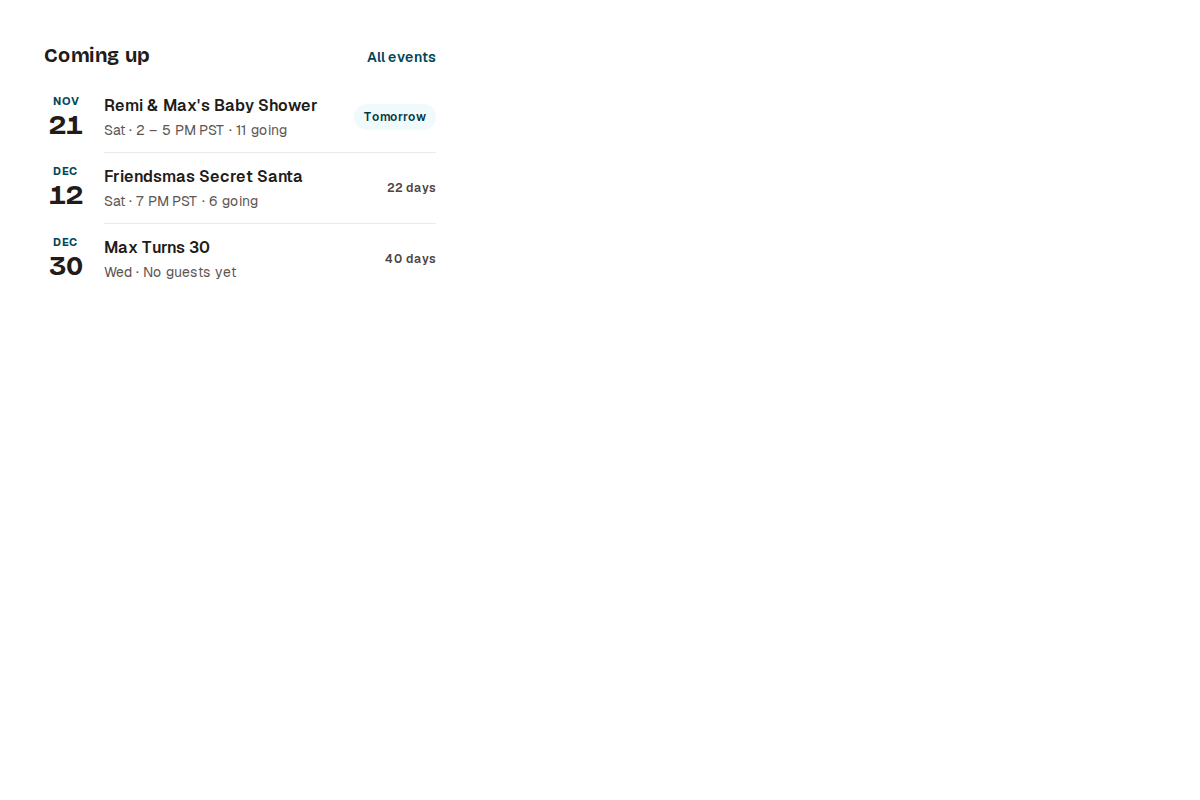 Coming up
All events
NOV
21
Remi & Max's Baby Shower
Sat · 2 – 5 PM PST · 11 going
Tomorrow
DEC
12
Friendsmas Secret Santa
Sat · 7 PM PST · 6 going
22 days
DEC
30
Max Turns 30
Wed · No guests yet
40 days